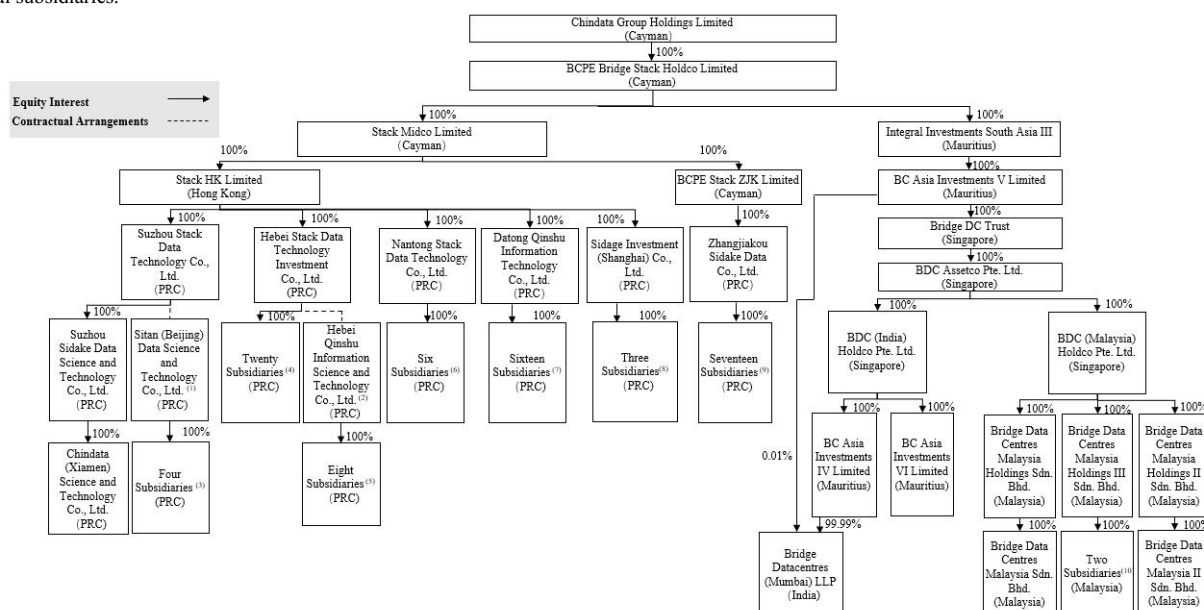 al subsidiaries.
Chindata Group Holdings Limited
(Cayman)
100%
BCPE Bridge Stack Holdco Limited
(Cayman)
Equity Interest
Contractual Arrangements
100%
100%
Stack Midco Limited
(Cayman)
Integral Investments South Asia III
(Mauritius)
100%
100%
100%
Stack HK Limited
(Hong Kong)
BCPE Stack ZJK Limited
(Cayman)
BC Asia Investments V Limited
(Mauritius)
100%
100%
100%
100%
100%
100%
100%
Suzhou Stack
Data
Technology Co.,
Ltd.
(PRC)
Hebei Stack Data
Technology
Investment
Co., Ltd.
(PRC)
Nantong Stack
Data Technology
Co., Ltd.
(PRC)
Datong Qinshu
Information
Technology Co.,
Ltd.
(PRC)
Sidage Investment
(Shanghai) Co.,
Ltd.
(PRC)
Zhangjiakou
Sidake Data Co.,
Ltd.
(PRC)
Bridge DC Trust
(Singapore)
100%
BDC Assetco Pte. Ltd.
(Singapore)
100%
100%
100%
100%
100%
100%
100%
100%
Suzhou
Sidake Data
Science and
Technology
Co., Ltd.
(PRC)
Sitan (Beijing)
Data Science
and
Technology
Co., Ltd. (1)
(PRC)
Twenty
Subsidiaries (4)
(PRC)
Hebei
Qinshu
Information
Science and
Technology
Co., Ltd. (2)
(PRC)
Six
Subsidiaries (6)
(PRC)
Sixteen
Subsidiaries (7)
(PRC)
Three
Subsidiaries(8)
(PRC)
Seventeen
Subsidiaries (9)
(PRC)
BDC (India)
Holdco Pte. Ltd.
(Singapore)
BDC (Malaysia)
Holdco Pte. Ltd.
(Singapore)
100%
100%
100%
100%
100%
100%
100%
100%
Chindata
(Xiamen)
Science and
Technology
Co., Ltd.
(PRC)
Four
Subsidiaries (3)
(PRC)
Eight
Subsidiaries (5)
(PRC)
0.01%
BC Asia
Investments
IV Limited
(Mauritius)
BC Asia
Investments
VI Limited
(Mauritius)
Bridge Data
Centres
Malaysia
Holdings Sdn.
Bhd.
(Malaysia)
Bridge Data
Centres
Malaysia
Holdings III
Sdn. Bhd.
(Malaysia)
Bridge Data
Centres
Malaysia
Holdings II
Sdn. Bhd.
(Malaysia)
99.99%
100%
100%
100%
Bridge
Datacentres
(Mumbai) LLP
(India)
Bridge Data
Centres
Malaysia Sdn.
Bhd.
(Malaysia)
Two
Subsidiaries(10
(Malaysia)
Bridge Data
Centres
Malaysia II
Sdn. Bhd.
(Malaysia)